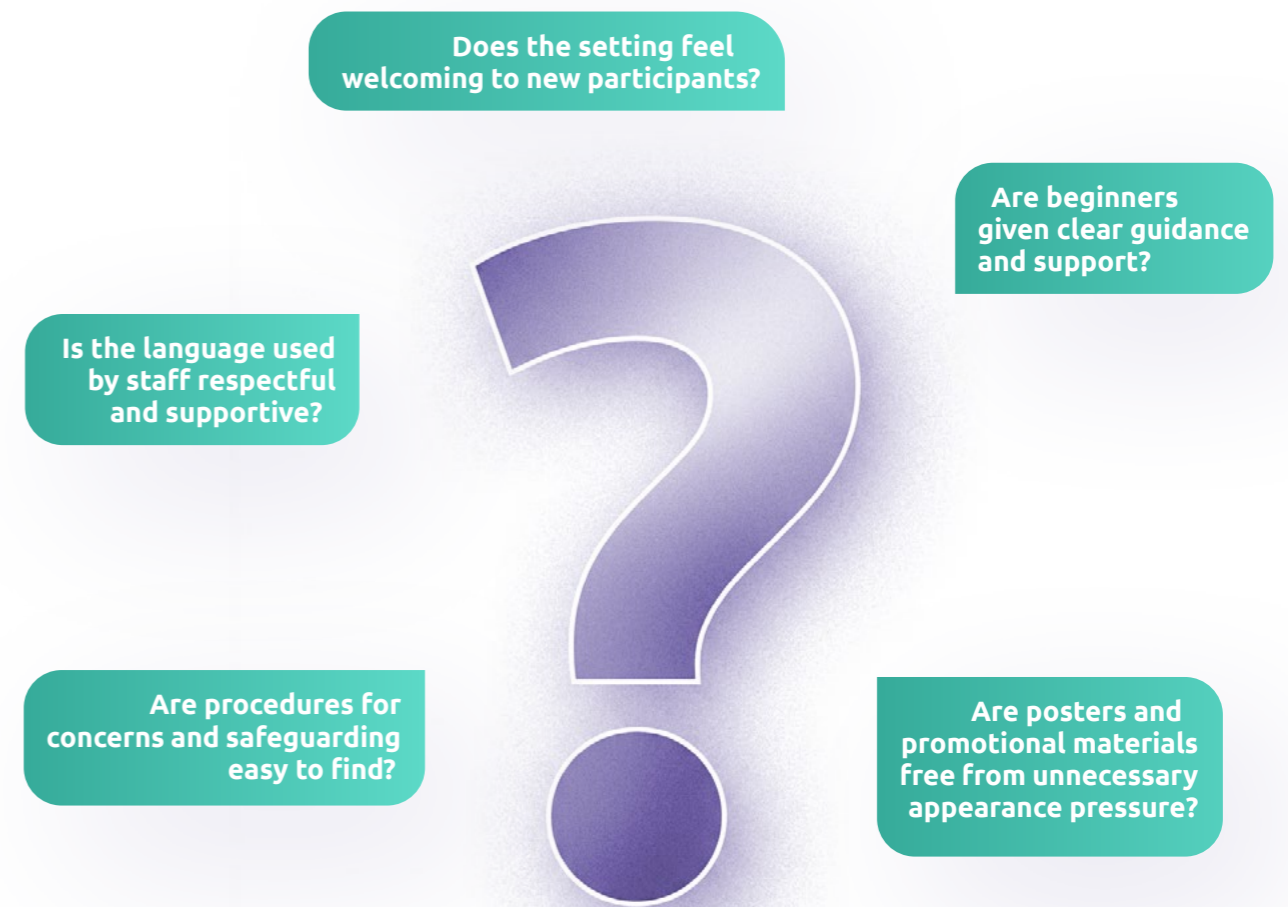 Does the setting feel
welcoming to new participants?
Are beginners
given clear guidance
and support?
Is the language used
by staff respectful
and supportive?
Are procedures for
concerns and safeguarding
easy to find?
Are posters and
promotional materials
free from unnecessary
appearance pressure?
?